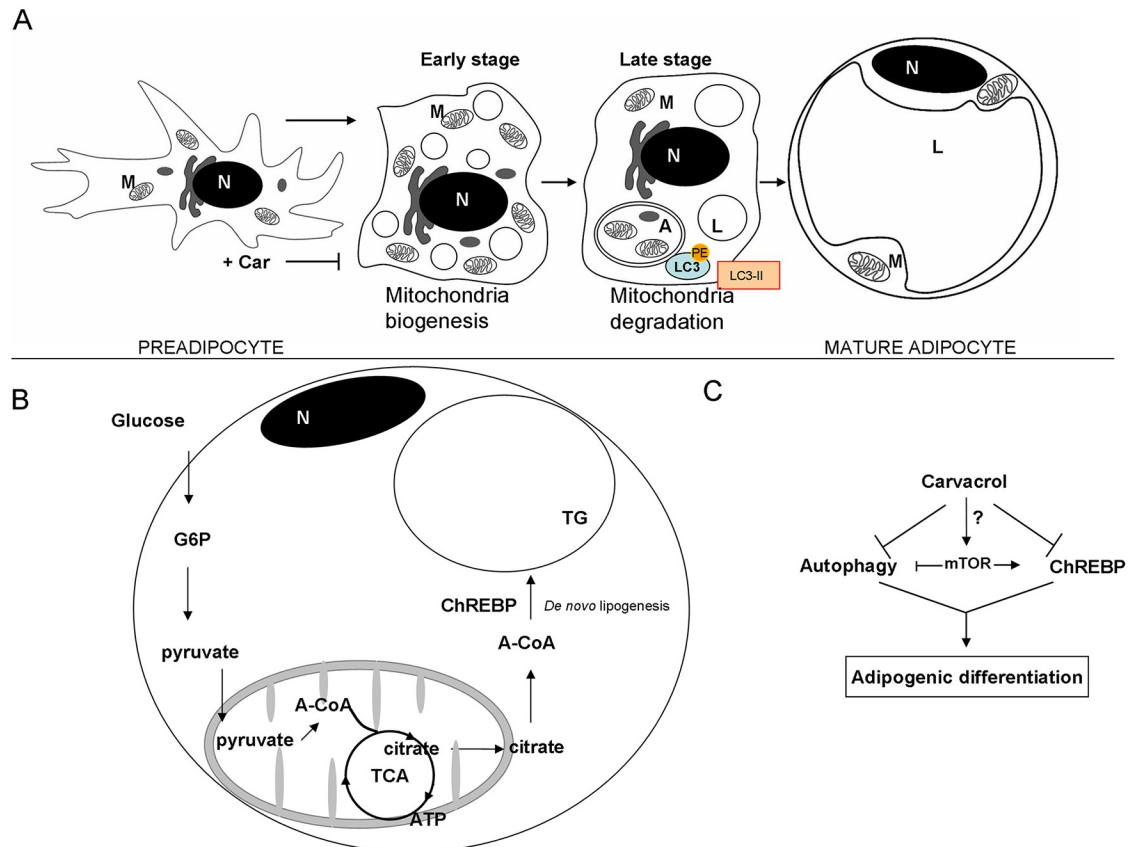 A
Early stage
Late stage
M
N
+ Car
M
N
Mitochondria
biogenesis
M
N
A
L
PE
LC3
LC3-II
Mitochondria
degradation
N
L
M
PREADIPOCYTE
MATURE ADIPOCYTE
B
Glucose
G6P
pyruvate
pyruvate
A-CoA
TCA
citrate
ATP
citrate
A-CoA
ChREBP
De novo lipogenesis
TG
N
C
Carvacrol
?
Autophagy
mTOR
ChREBP
Adipogenic differentiation